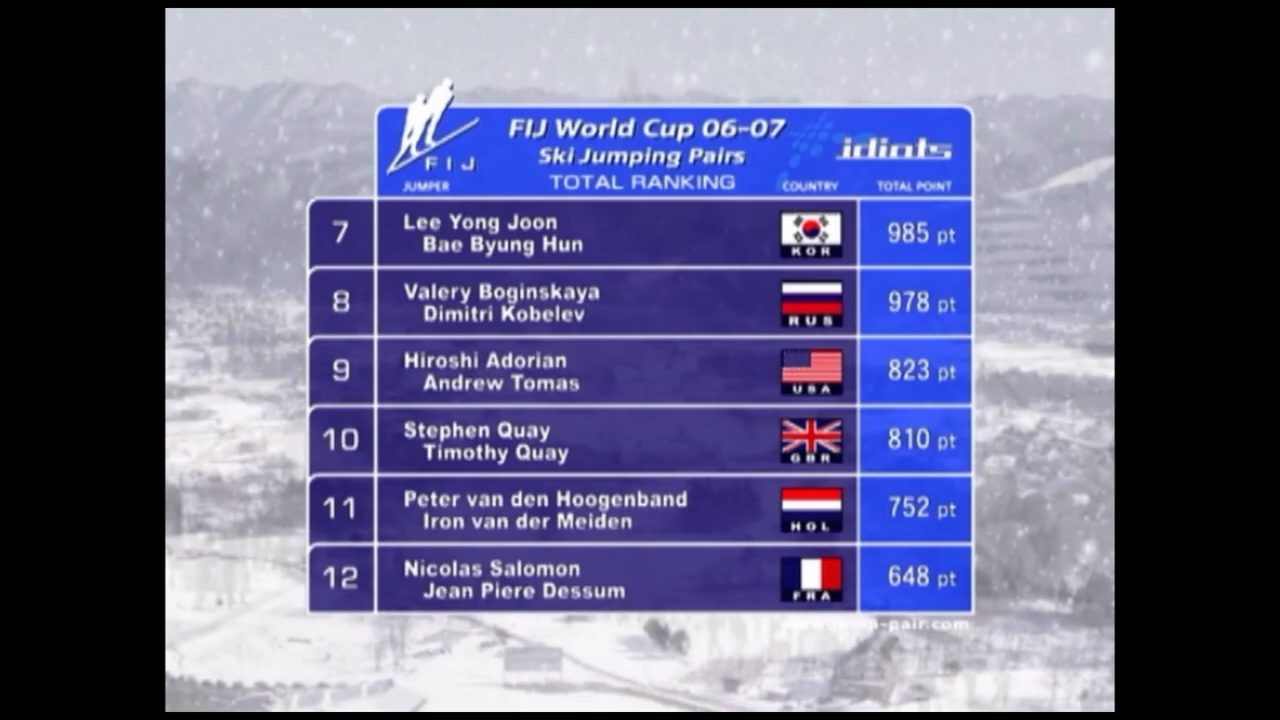 FIJ World Cup 06-07
idiots
Ski Jumping Pairs
FIJ
TOTAL RANKING
JUMPER
COUNTRY
TOTAL POINT
7
Lee Yong Joon
Bae Byung Hun
KOR
985 pt
8
Valery Boginskaya
Dimitri Kobelev
RUS
978 pt
9
Hiroshi Adorian
Andrew Tomas
USA
823 pt
10
Stephen Quay
Timothy Quay
GBR
810 pt
11
Peter van den Hoogenband
Iron van der Meiden
HOL
752 pt
12
Nicolas Salomon
Jean Piere Dessum
FRA
648 pt